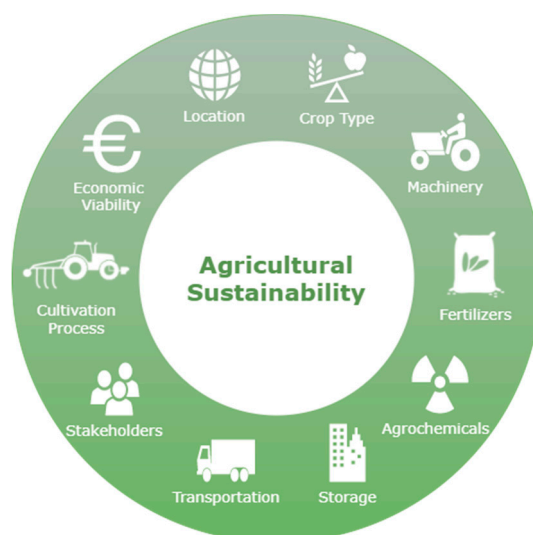 Location
Crop Type
Machinery
Fertilizers
Agrochemicals
Storage
Transportation
Stakeholders
Cultivation
Process
Economic
Viability
Agricultural
Sustainability